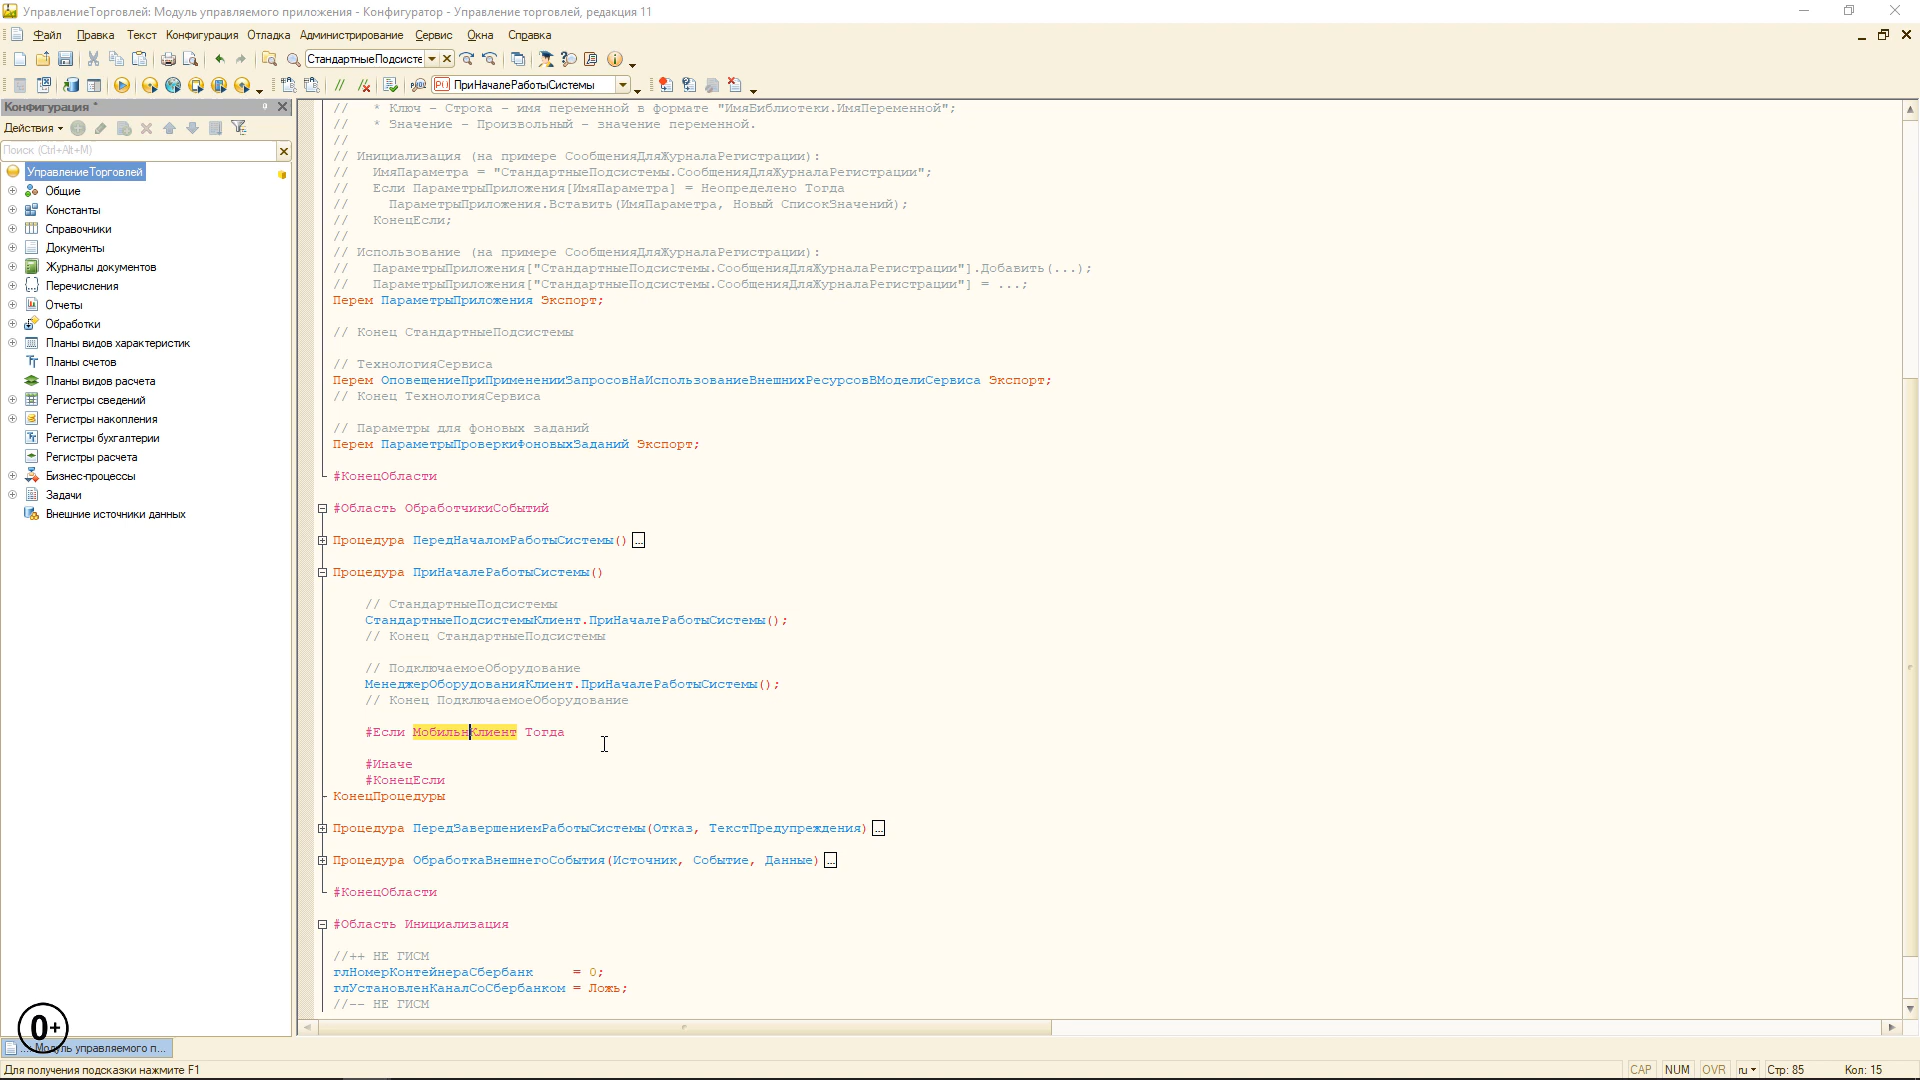 УправлениеТорговлей: Модуль управляемого приложения - Конфигуратор - Управление торговлей, редакция 11
Файл Правка Текст Конфигурация Отладка Администрирование Сервис Окна Справка
СтандартныеПодсисте
ПриНачалеРаботыСистемы
Конфигурация *
Действия
Поиск (Ctrl+Alt+M)
УправлениеТорговлей
Общие
Константы
Справочники
Документы
Журналы документов
Перечисления
Отчеты
Обработки
Планы видов характеристик
Планы счетов
Планы видов расчета
Регистры сведений
Регистры накопления
Регистры бухгалтерии
Регистры расчета
Бизнес-процессы
Задачи
Внешние источники данных
// * Ключ – Строка – имя переменной в формате "ИмяБиблиотеки.ИмяПеременной";
// * Значение – Произвольный – значение переменной.
//
// Инициализация (на примере СообщенияДляЖурналаРегистрации):
// ИмяПараметра = "СтандартныеПодсистемы.СообщенияДляЖурналаРегистрации";
// Если ПараметрыПриложения[ИмяПараметра] = Неопределено Тогда
// ПараметрыПриложения.Вставить(ИмяПараметра, Новый СписокЗначений);
// КонецЕсли;
//
// Использование (на примере СообщенияДляЖурналаРегистрации):
// ПараметрыПриложения["СтандартныеПодсистемы.СообщенияДляЖурналаРегистрации"].Добавить(...);
// ПараметрыПриложения["СтандартныеПодсистемы.СообщенияДляЖурналаРегистрации"] = ...;
Перем ПараметрыПриложения Экспорт;
// Конец СтандартныеПодсистемы
// ТехнологияСервиса
Перем ОповещениеПриПримененииЗапросовНаИспользованиеВнешнихРесурсовВМоделиСервиса Экспорт;
// Конец ТехнологияСервиса
// Параметры для фоновых заданий
Перем ПараметрыПроверкиФоновыхЗаданий Экспорт;
#КонецОбласти
#Область ОбработчикиСобытий
Процедура ПередНачаломРаботыСистемы() ...
Процедура ПриНачалеРаботыСистемы()
// СтандартныеПодсистемы
СтандартныеПодсистемыКлиент.ПриНачалеРаботыСистемы();
// Конец СтандартныеПодсистемы
// ПодключаемоеОборудование
МенеджерОборудованияКлиент.ПриНачалеРаботыСистемы();
// Конец ПодключаемоеОборудование
#Если МобильнКлиент Тогда
#Иначе
#КонецЕсли
КонецПроцедуры
Процедура ПередЗавершениемРаботыСистемы(Отказ, ТекстПредупреждения) ...
Процедура ОбработкаВнешнегоСобытия(Источник, Событие, Данные) ...
#КонецОбласти
#Область Инициализация
//++ НЕ ГИСМ
глНомерКонтейнераСбербанк = 0;
глУстановленКаналСоСбербанком = Ложь;
//-- НЕ ГИСМ
0+
...: Модуль управляемого п...
Для получения подсказки нажмите F1
CAP NUM OVR ru Стр: 85 Кол: 15